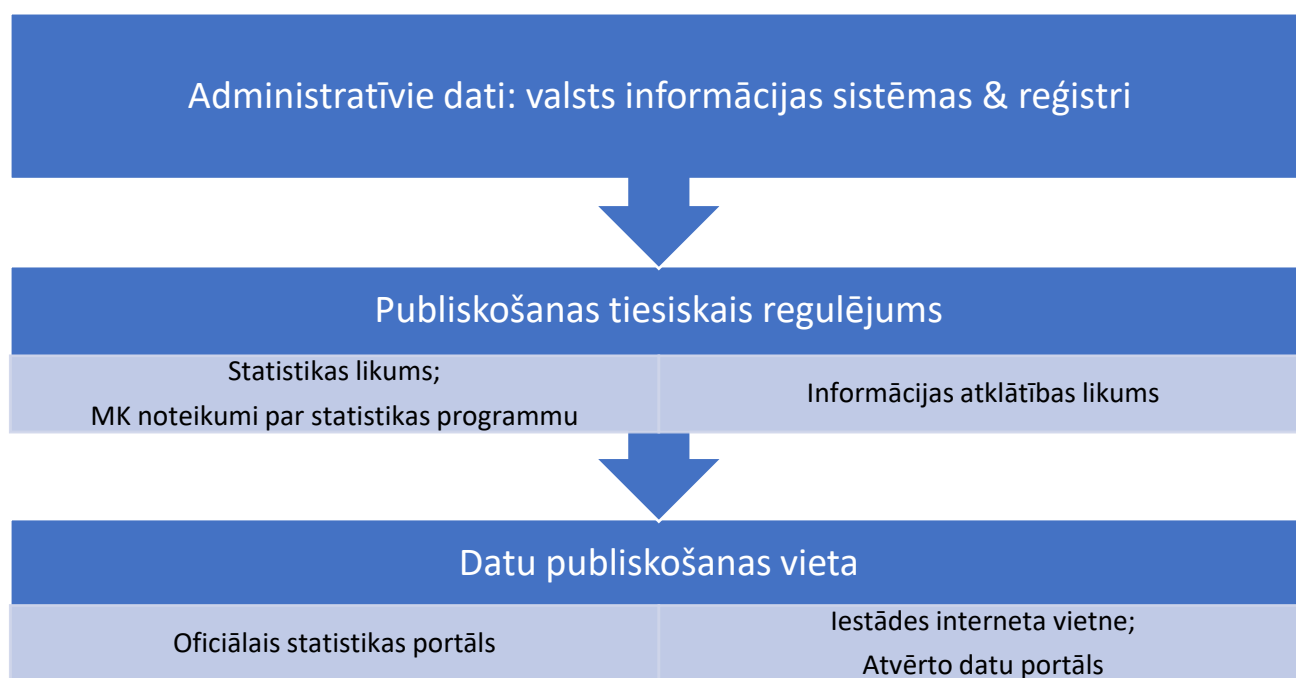 Administratīvie dati: valsts informācijas sistēmas & reģistri
Publiskošanas tiesiskais regulējums
Statistikas likums;
MK noteikumi par statistikas programmu
Informācijas atklātības likums
Datu publiskošanas vieta
Oficiālais statistikas portāls
Iestādes interneta vietne;
Atvērto datu portāls